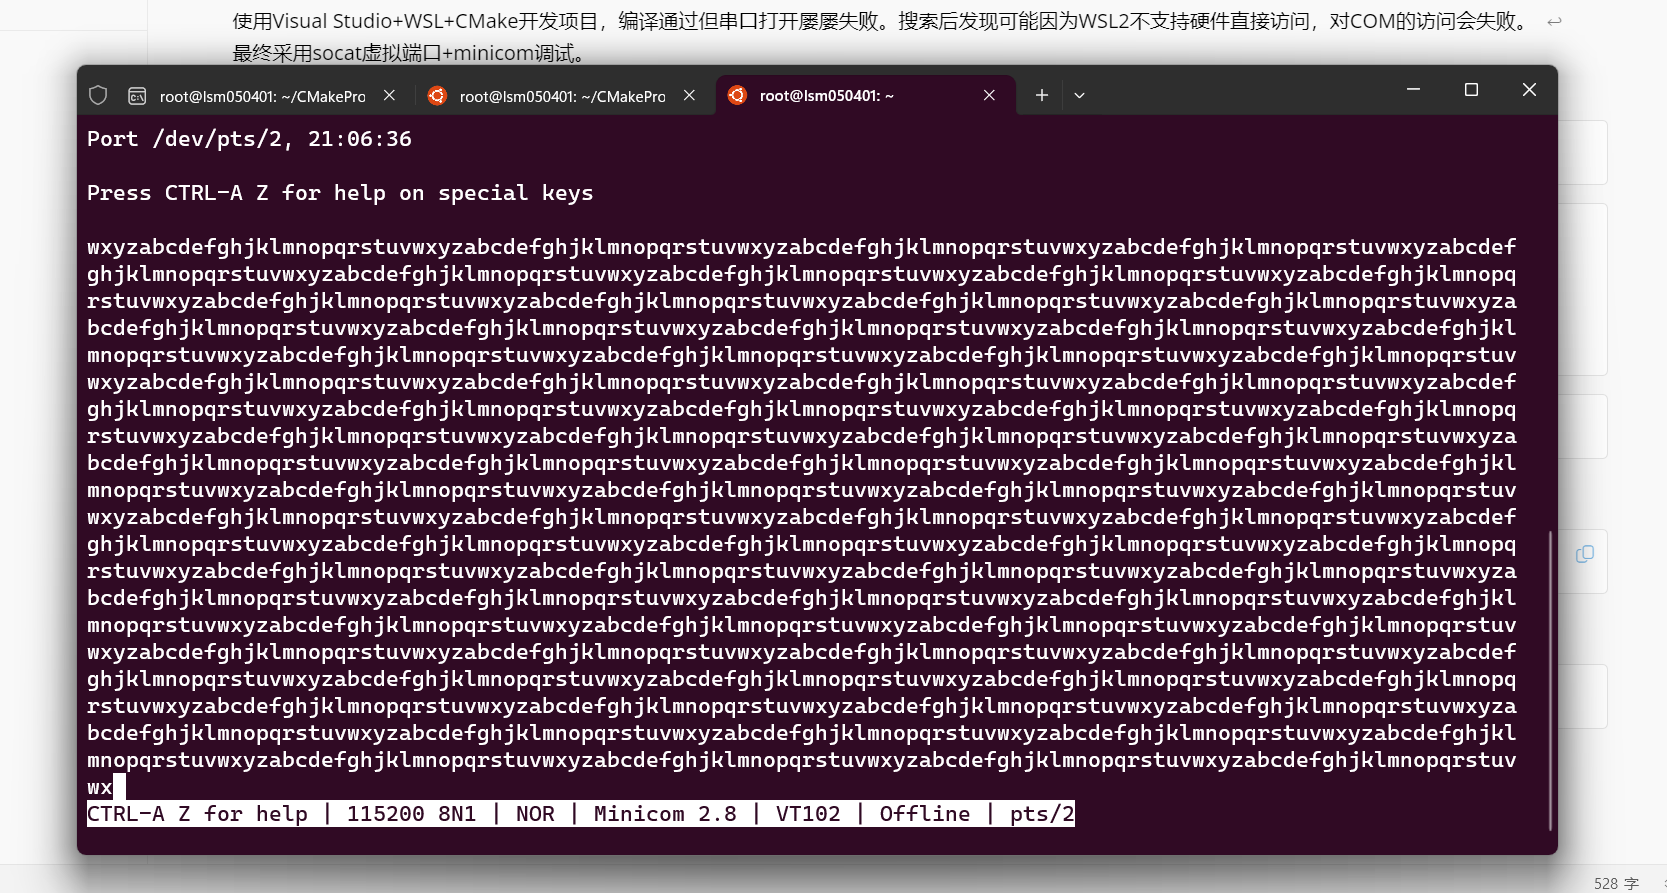 使用Visual Studio+WSL+CMake开发项目，编译通过但串口打开屡屡失败。搜索后发现可能因为WSL2不支持硬件直接访问，对COM的访问会失败。
最终采用socat虚拟端口+minicom调试。
root@lsm050401: ~/CMakePro root@lsm050401: ~/CMakePro root@lsm050401: ~
Port /dev/pts/2, 21:06:36
Press CTRL-A Z for help on special keys
wxyzabcdefghjklmnopqrstuvwxyzabcdefghjklmnopqrstuvwxyzabcdefghjklmnopqrstuvwxyzabcdefghjklmnopqrstuvwxyzabcdef
ghjklmnopqrstuvwxyzabcdefghjklmnopqrstuvwxyzabcdefghjklmnopqrstuvwxyzabcdefghjklmnopqrstuvwxyzabcdefghjklmnopq
rstuvwxyzabcdefghjklmnopqrstuvwxyzabcdefghjklmnopqrstuvwxyzabcdefghjklmnopqrstuvwxyzabcdefghjklmnopqrstuvwxyza
bcdefghjklmnopqrstuvwxyzabcdefghjklmnopqrstuvwxyzabcdefghjklmnopqrstuvwxyzabcdefghjklmnopqrstuvwxyzabcdefghjkl
mnopqrstuvwxyzabcdefghjklmnopqrstuvwxyzabcdefghjklmnopqrstuvwxyzabcdefghjklmnopqrstuvwxyzabcdefghjklmnopqrstuv
wxyzabcdefghjklmnopqrstuvwxyzabcdefghjklmnopqrstuvwxyzabcdefghjklmnopqrstuvwxyzabcdefghjklmnopqrstuvwxyzabcdef
ghjklmnopqrstuvwxyzabcdefghjklmnopqrstuvwxyzabcdefghjklmnopqrstuvwxyzabcdefghjklmnopqrstuvwxyzabcdefghjklmnopq
rstuvwxyzabcdefghjklmnopqrstuvwxyzabcdefghjklmnopqrstuvwxyzabcdefghjklmnopqrstuvwxyzabcdefghjklmnopqrstuvwxyza
bcdefghjklmnopqrstuvwxyzabcdefghjklmnopqrstuvwxyzabcdefghjklmnopqrstuvwxyzabcdefghjklmnopqrstuvwxyzabcdefghjkl
mnopqrstuvwxyzabcdefghjklmnopqrstuvwxyzabcdefghjklmnopqrstuvwxyzabcdefghjklmnopqrstuvwxyzabcdefghjklmnopqrstuv
wxyzabcdefghjklmnopqrstuvwxyzabcdefghjklmnopqrstuvwxyzabcdefghjklmnopqrstuvwxyzabcdefghjklmnopqrstuvwxyzabcdef
ghjklmnopqrstuvwxyzabcdefghjklmnopqrstuvwxyzabcdefghjklmnopqrstuvwxyzabcdefghjklmnopqrstuvwxyzabcdefghjklmnopq
rstuvwxyzabcdefghjklmnopqrstuvwxyzabcdefghjklmnopqrstuvwxyzabcdefghjklmnopqrstuvwxyzabcdefghjklmnopqrstuvwxyza
bcdefghjklmnopqrstuvwxyzabcdefghjklmnopqrstuvwxyzabcdefghjklmnopqrstuvwxyzabcdefghjklmnopqrstuvwxyzabcdefghjkl
mnopqrstuvwxyzabcdefghjklmnopqrstuvwxyzabcdefghjklmnopqrstuvwxyzabcdefghjklmnopqrstuvwxyzabcdefghjklmnopqrstuv
wxyzabcdefghjklmnopqrstuvwxyzabcdefghjklmnopqrstuvwxyzabcdefghjklmnopqrstuvwxyzabcdefghjklmnopqrstuvwxyzabcdef
ghjklmnopqrstuvwxyzabcdefghjklmnopqrstuvwxyzabcdefghjklmnopqrstuvwxyzabcdefghjklmnopqrstuvwxyzabcdefghjklmnopq
rstuvwxyzabcdefghjklmnopqrstuvwxyzabcdefghjklmnopqrstuvwxyzabcdefghjklmnopqrstuvwxyzabcdefghjklmnopqrstuvwxyza
bcdefghjklmnopqrstuvwxyzabcdefghjklmnopqrstuvwxyzabcdefghjklmnopqrstuvwxyzabcdefghjklmnopqrstuvwxyzabcdefghjkl
mnopqrstuvwxyzabcdefghjklmnopqrstuvwxyzabcdefghjklmnopqrstuvwxyzabcdefghjklmnopqrstuvwxyzabcdefghjklmnopqrstuv
wx
CTRL-A Z for help | 115200 8N1 | NOR | Minicom 2.8 | VT102 | Offline | pts/2
528 字